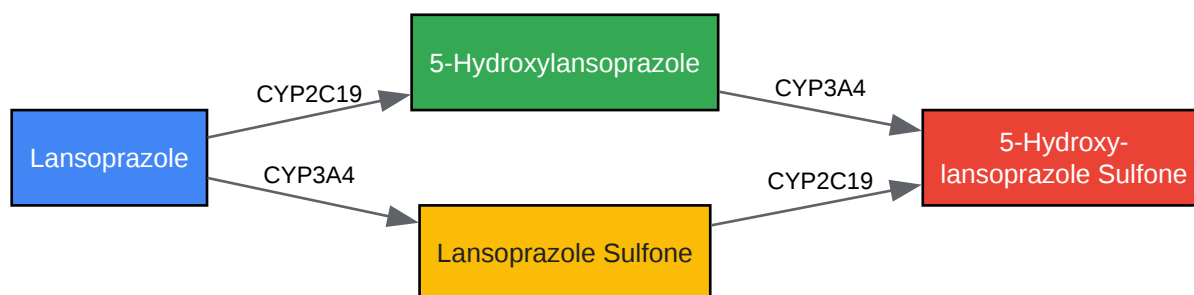 5-Hydroxylansoprazole
CYP2C19
CYP3A4
Lansoprazole
5-Hydroxy-
lansoprazole Sulfone
CYP3A4
CYP2C19
Lansoprazole Sulfone